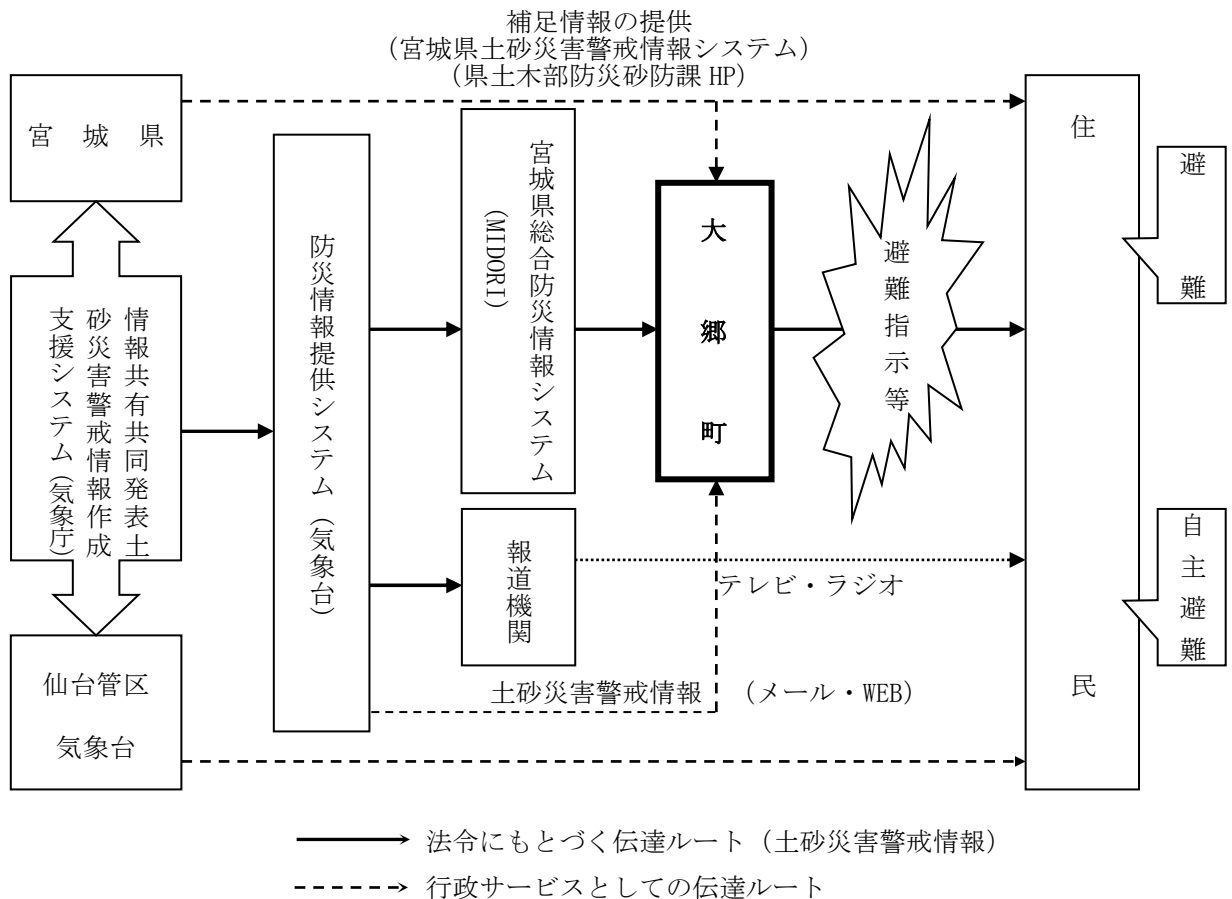 補足情報の提供
(宮城県土砂災害警戒情報システム)
(県土木部防災砂防課 HP)
宮 城 県
情報共有共同発表土
砂災害警戒情報作成
支援システム(気象庁)
仙台管区
気象台
防災情報提供システム(気象台)
宮城県総合防災情報システム
(MIDORI)
報道機関
大郷町
避難指示等
テレビ・ラジオ
土砂災害警戒情報 (メール・WEB)
住民
避難
自主避難
法令にもとづく伝達ルート(土砂災害警戒情報)
行政サービスとしての伝達ルート